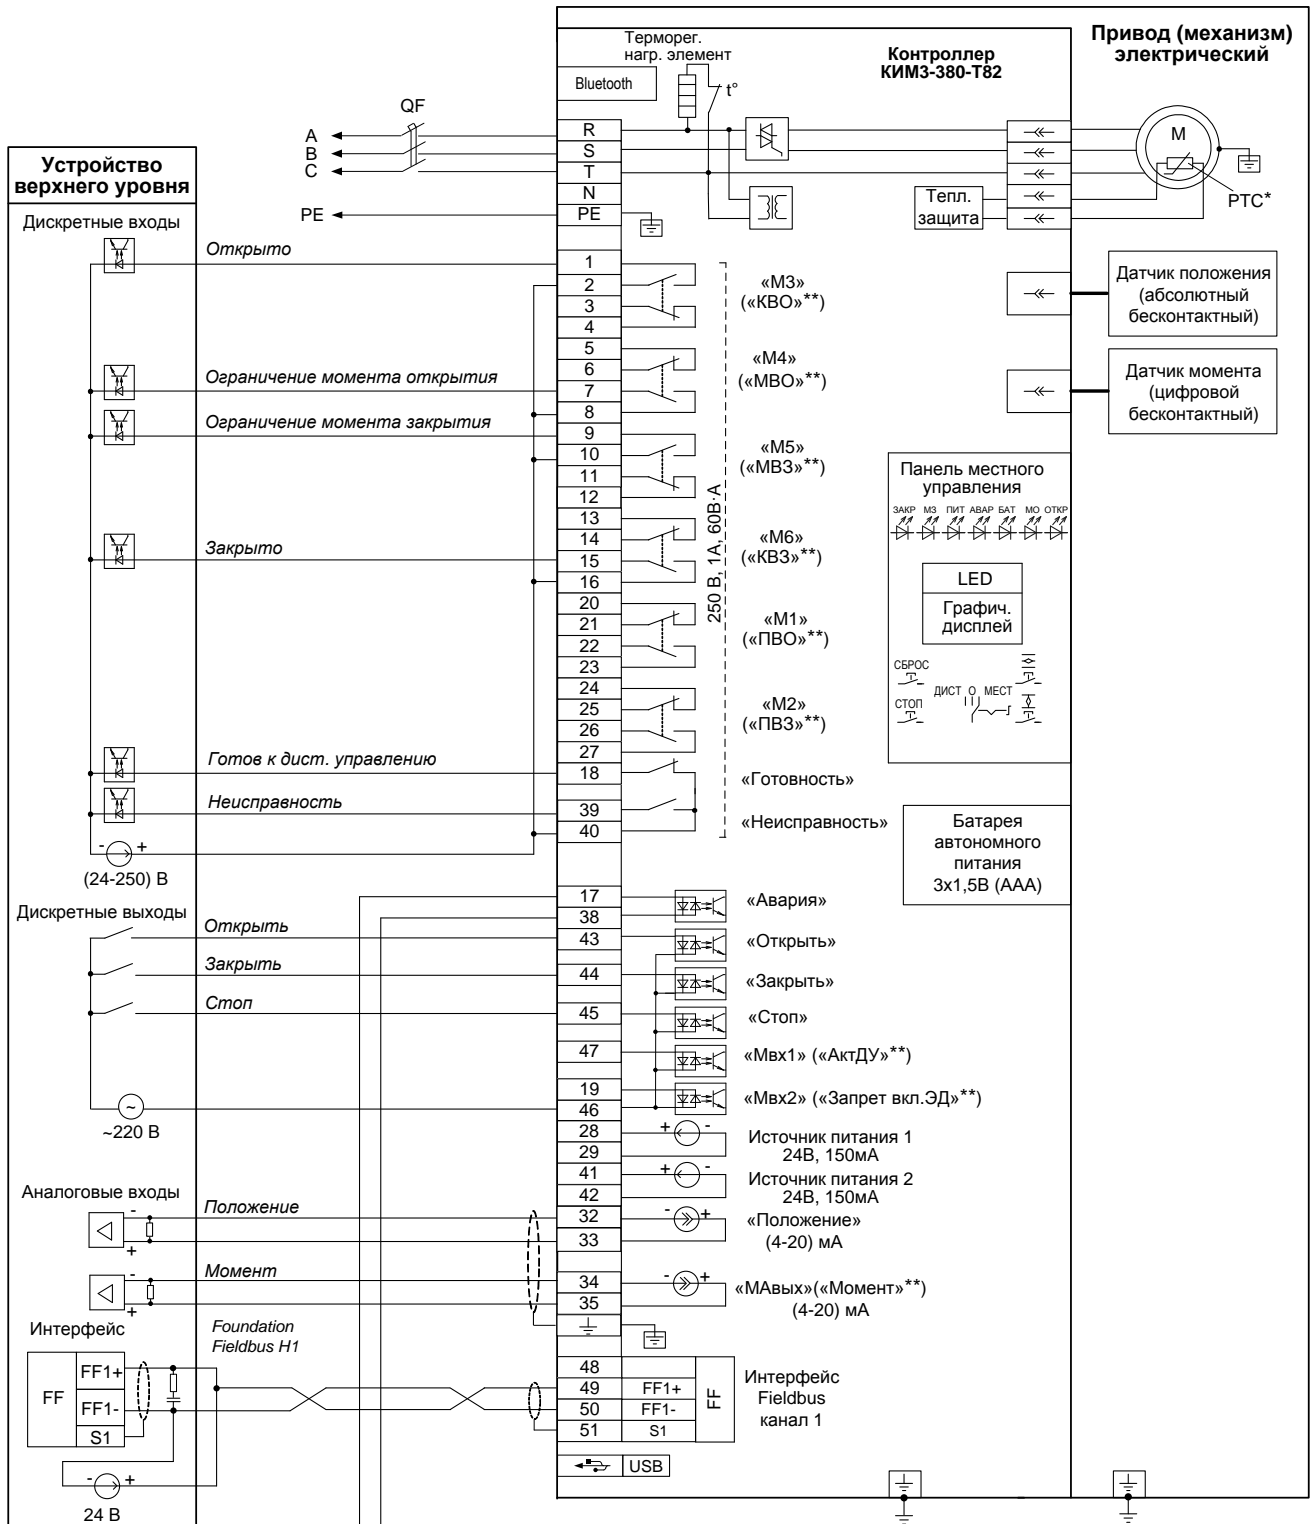 Привод (механизм)
электрический
Контроллер
КИМ3-380-Т82
Терморег.
нагр. элемент
t°
Bluetooth
QF
A
B
C
PE
R
S
T
N
PE
M
PTC*
Тепл.
защита
Устройство
верхнего уровня
Дискретные входы
Открыто
1
2
3
4
«М3»
(«КВО»**)
Датчик положения
(абсолютный
бесконтактный)
Ограничение момента открытия
5
6
7
8
«М4»
(«МВО»**)
Датчик момента
(цифровой
бесконтактный)
Ограничение момента закрытия
9
10
11
12
«М5»
(«МВЗ»**)
Закрыто
13
14
15
16
«М6»
(«КВЗ»**)
20
21
22
23
«М1»
(«ПВО»**)
24
25
26
27
«М2»
(«ПВЗ»**)
250 В, 1А, 60В·А
Панель местного
управления
ЗАКР МЗ ПИТ АВАР БАТ МО ОТКР
LED
Графич.
дисплей
СБРОС
СТОП
ДИСТ О МЕСТ
Готов к дист. управлению
18
«Готовность»
Неисправность
39
40
«Неисправность»
- +
(24-250) В
Батарея
автономного
питания
3х1,5В (ААА)
Дискретные выходы
17
38
«Авария»
Открыть
43
«Открыть»
Закрыть
44
«Закрыть»
Стоп
45
«Стоп»
47
«Мвх1» («АктДУ»**)
19
46
«Мвх2» («Запрет вкл.ЭД»**)
~
~220 В
28
29
+ -
Источник питания 1
24В, 150мА
41
42
+ -
Источник питания 2
24В, 150мА
Аналоговые входы
- +
Положение
32
33
- +
«Положение»
(4-20) мА
- +
Момент
34
35
- +
«МАвых»(«Момент»**)
(4-20) мА
Интерфейс
Foundation
Fieldbus H1
FF
FF1+
FF1-
S1
48
49
50
51
FF1+
FF1-
S1
FF
Интерфейс
Fieldbus
канал 1
USB
- +
24 В